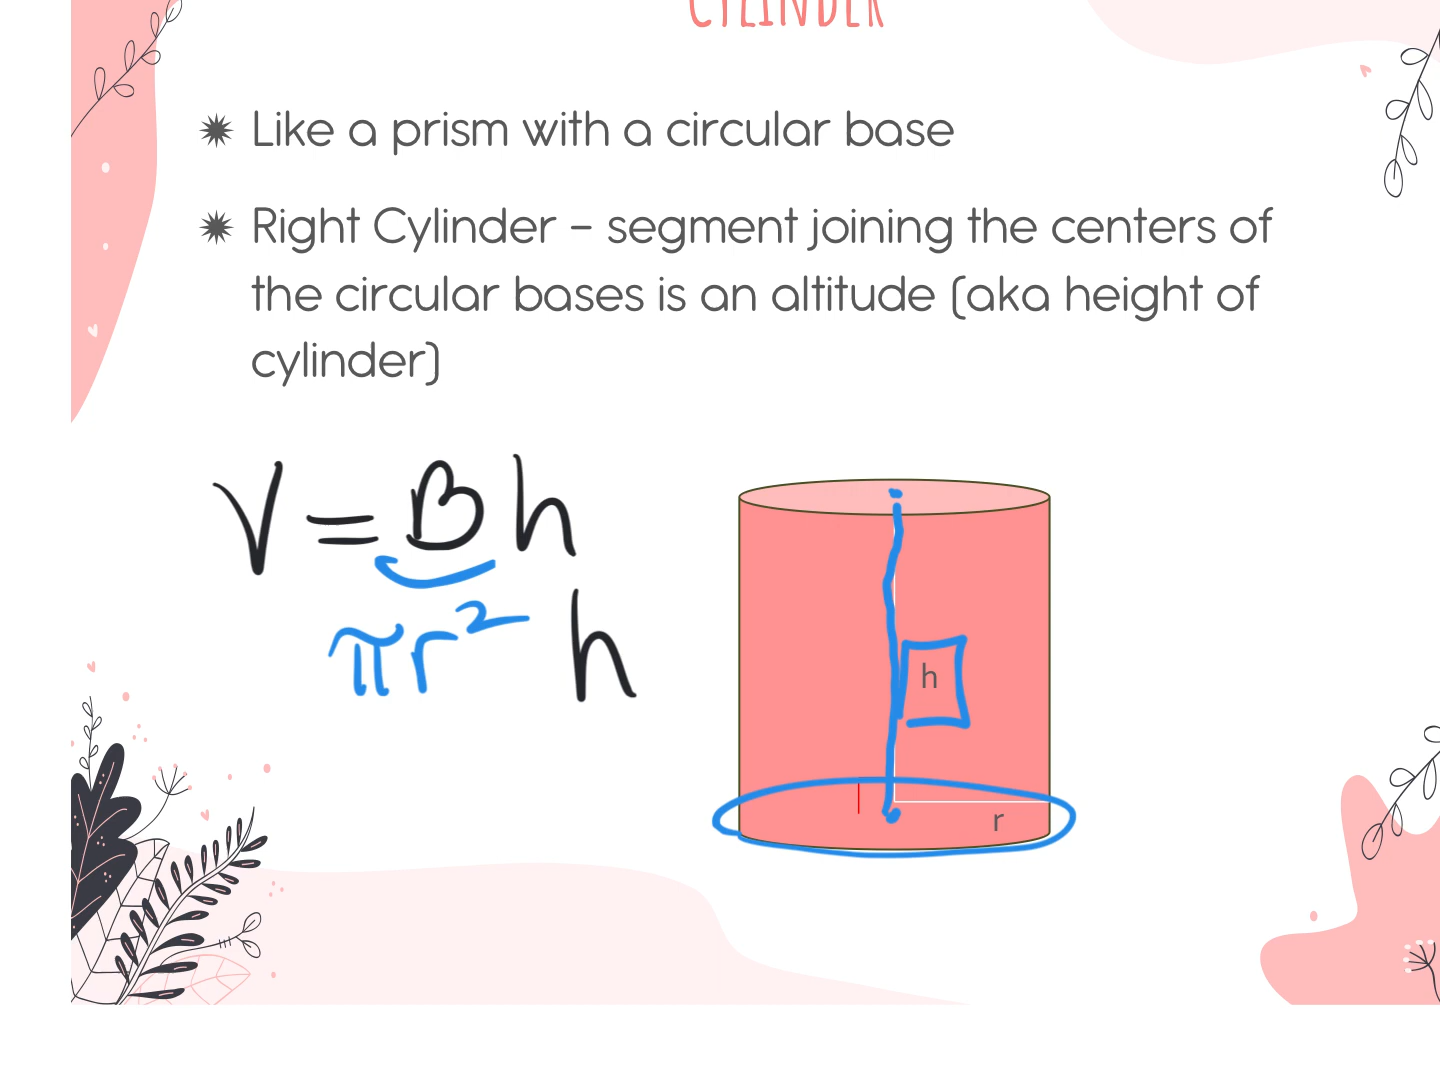 CYLINDER
Like a prism with a circular base
Right Cylinder – segment joining the centers of
the circular bases is an altitude (aka height of
cylinder)
V = Bh
πr² h
h
r